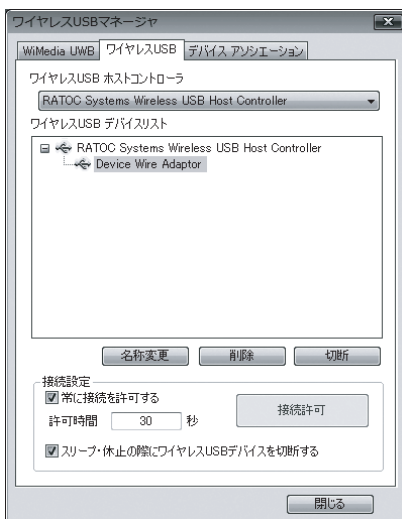 ワイヤレスUSBマネージャ
WiMedia UWB ワイヤレスUSB デバイス アソシエーション
ワイヤレスUSB ホストコントローラ
RATOC Systems Wireless USB Host Controller
ワイヤレスUSB デバイスリスト
RATOC Systems Wireless USB Host Controller
Device Wire Adaptor
名称変更 削除 切断
接続設定
常に接続を許可する
許可時間 30 秒
接続許可
スリープ・休止の際にワイヤレスUSBデバイスを切断する
閉じる